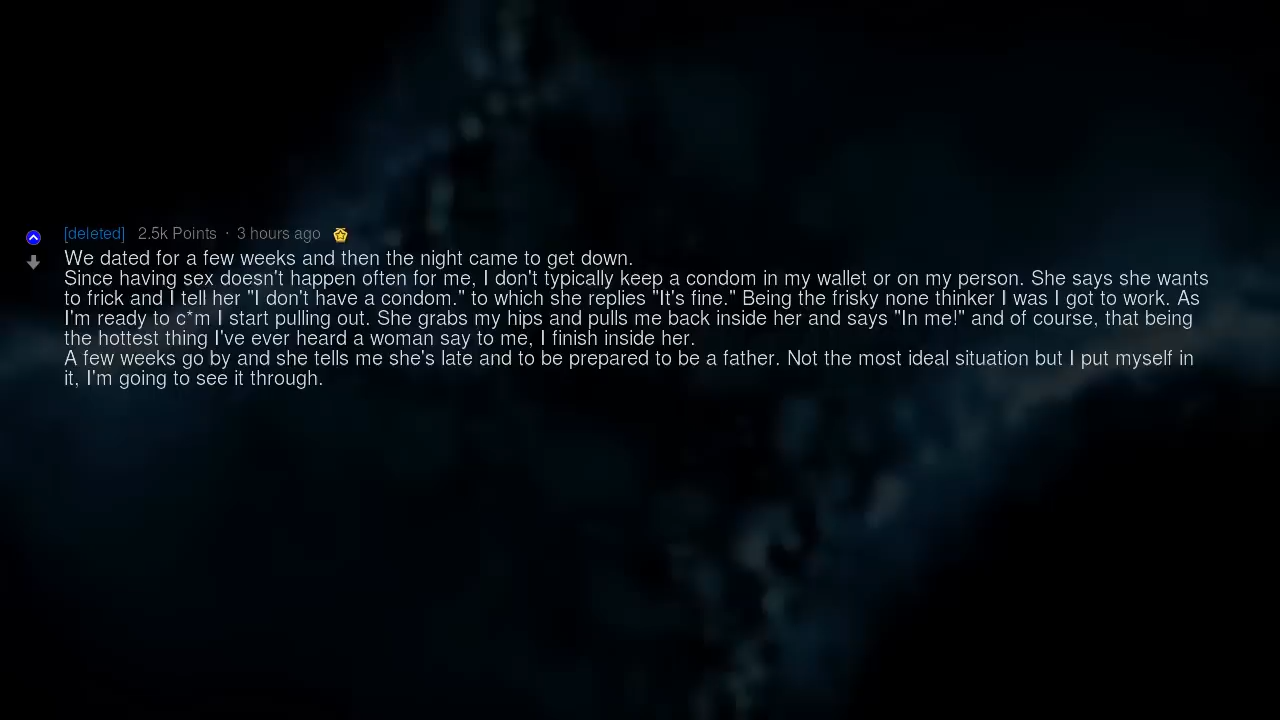 [deleted] 2.5k Points · 3 hours ago
We dated for a few weeks and then the night came to get down.
Since having sex doesn't happen often for me, I don't typically keep a condom in my wallet or on my person. She says she wants
to frick and I tell her "I don't have a condom." to which she replies "It's fine." Being the frisky none thinker I was I got to work. As
I'm ready to c*m I start pulling out. She grabs my hips and pulls me back inside her and says "In me!" and of course, that being
the hottest thing I've ever heard a woman say to me, I finish inside her.
A few weeks go by and she tells me she's late and to be prepared to be a father. Not the most ideal situation but I put myself in
it, I'm going to see it through.